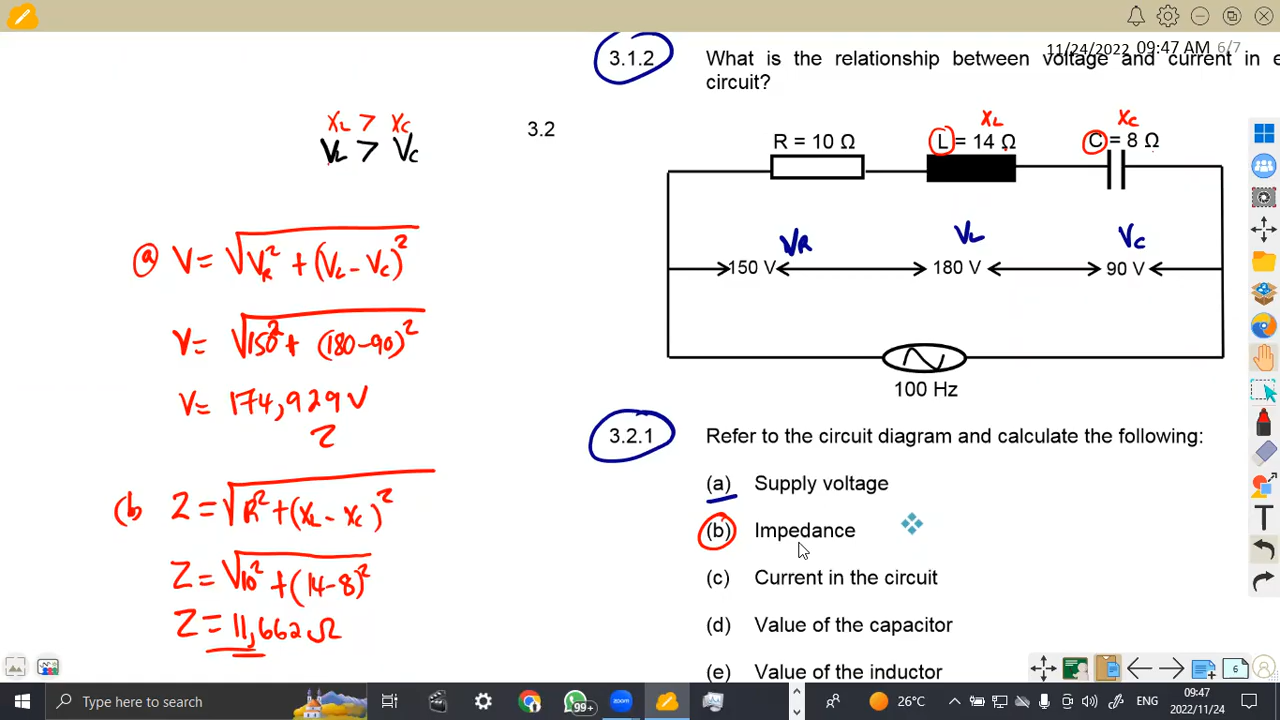 11/24/2022 09:47 AM 6/7
3.1.2 What is the relationship between voltage and current in e
circuit?
XL > XC
VL > VC
3.2
XL XC
R = 10 Ω L = 14 Ω C = 8 Ω
VR VL VC
150 V 180 V 90 V
100 Hz
(a) V = √VR² + (VL - VC)²
V = √150² + (180-90)²
V = 174,929 V
Z
(b Z = √R² + (XL - XC)²
Z = √10² + (14-8)²
Z = 11,662 Ω
3.2.1 Refer to the circuit diagram and calculate the following:
(a) Supply voltage
(b) Impedance
(c) Current in the circuit
(d) Value of the capacitor
(e) Value of the inductor
6
Type here to search
99+
zoom
26°C
ENG
09:47
2022/11/24